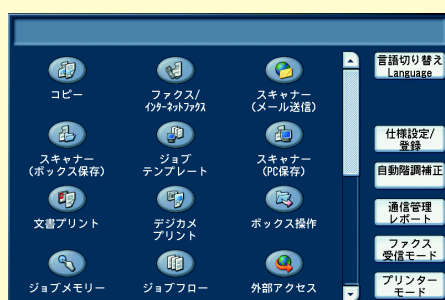 コピー
ファクス/
インターネットファクス
スキャナー
(メール送信)
スキャナー
(ボックス保存)
ジョブ
テンプレート
スキャナー
(PC保存)
文書プリント
デジカメ
プリント
ボックス操作
ジョブメモリー
ジョブフロー
外部アクセス
言語切り替え
Language
仕様設定/
登録
自動階調補正
通信管理
レポート
ファクス
受信モード
プリンター
モード